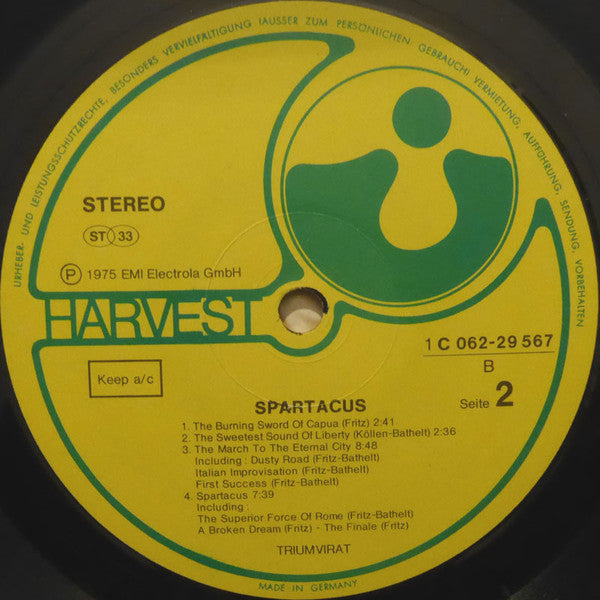 URHEBER- UND LEISTUNGSSCHUTZRECHTE, BESONDERS VERVIELFÄLTIGUNG (AUSSER ZUM PERSÖNLICHEN GEBRAUCH) VERMIETUNG, AUFFÜHRUNG, SENDUNG, VORBEHALTEN
STEREO
ST 33
Ⓟ 1975 EMI Electrola GmbH
HARVEST
1 C 062-29 567
Keep a/c
B
Seite 2
SPARTACUS
1. The Burning Sword Of Capua (Fritz) 2:41
2. The Sweetest Sound Of Liberty (Köllen-Bathelt) 2:36
3. The March To The Eternal City 8:48
Including : Dusty Road (Fritz-Bathelt)
Italian Improvisation (Fritz-Bathelt)
First Success (Fritz-Bathelt)
4. Spartacus 7:39
Including :
The Superior Force Of Rome (Fritz-Bathelt)
A Broken Dream (Fritz) - The Finale (Fritz)
TRIUMVIRAT
MADE IN GERMANY